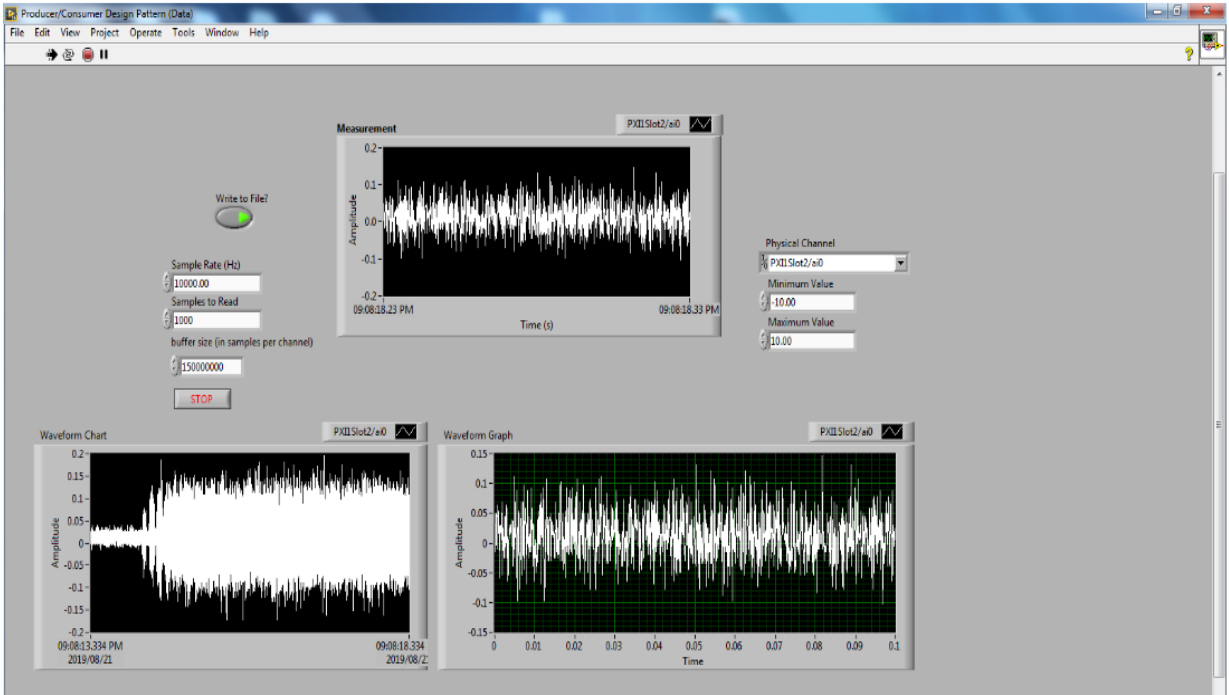 Producer/Consumer Design Pattern (Data)
File Edit View Project Operate Tools Window Help
Measurement
PXI1Slot2/ai0
0.2
0.1
0.0
-0.1
-0.2
Amplitude
09:08:18.23 PM
09:08:18.33 PM
Time (s)
Write to File?
Sample Rate (Hz)
10000.00
Samples to Read
1000
buffer size (in samples per channel)
150000000
STOP
Physical Channel
PXI1Slot2/ai0
Minimum Value
-10.00
Maximum Value
10.00
Waveform Chart
PXI1Slot2/ai0
0.2
0.15
0.1
0.05
0
-0.05
-0.1
-0.15
-0.2
Amplitude
09:08:13.334 PM
2019/08/21
09:08:18.334
2019/08/2
Waveform Graph
PXI1Slot2/ai0
0.15
0.1
0.05
0
-0.05
-0.1
-0.15
Amplitude
0 0.01 0.02 0.03 0.04 0.05 0.06 0.07 0.08 0.09 0.1
Time